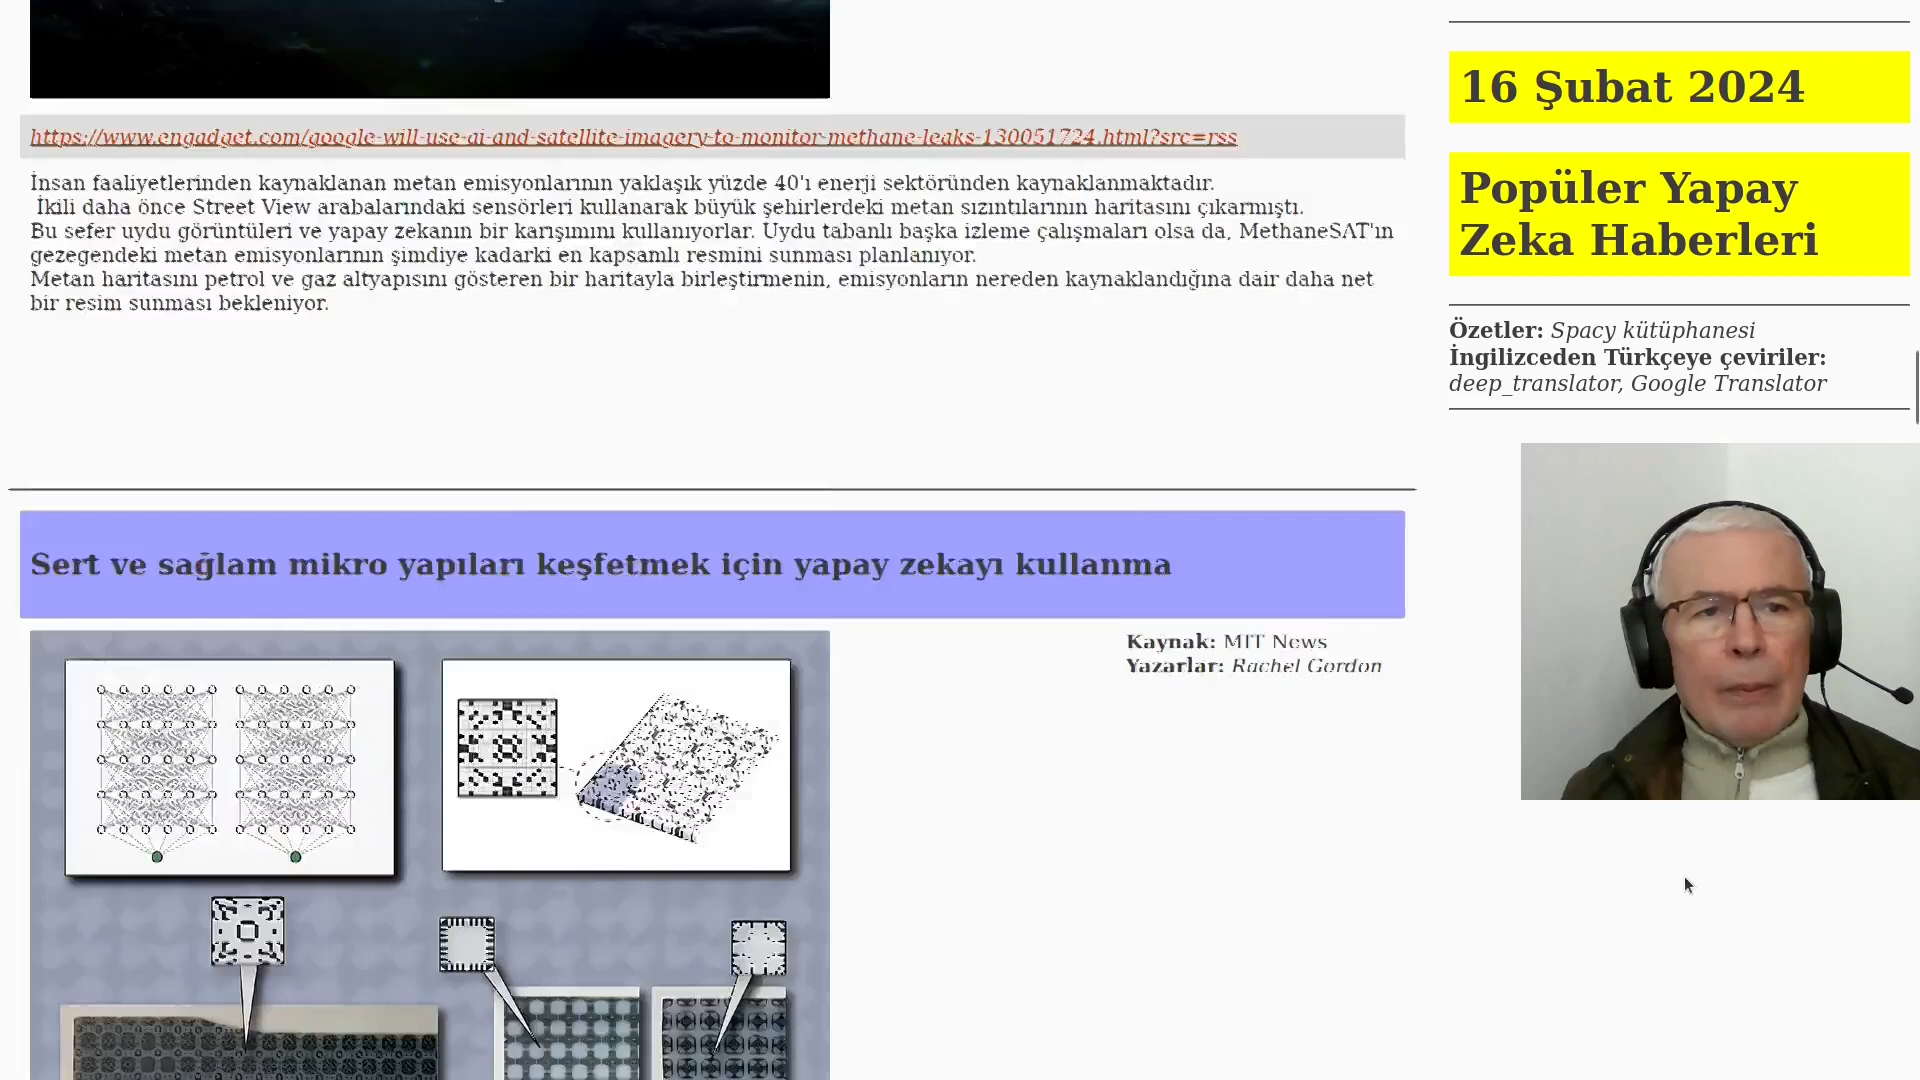 https://www.engadget.com/google-will-use-ai-and-satellite-imagery-to-monitor-methane-leaks-130051724.html?src=rss
İnsan faaliyetlerinden kaynaklanan metan emisyonlarının yaklaşık yüzde 40'ı enerji sektöründen kaynaklanmaktadır.
İkili daha önce Street View arabalarındaki sensörleri kullanarak büyük şehirlerdeki metan sızıntılarının haritasını çıkarmıştı.
Bu sefer uydu görüntüleri ve yapay zekanın bir karışımını kullanıyorlar. Uydu tabanlı başka izleme çalışmaları olsa da, MethaneSAT'ın
gezegendeki metan emisyonlarının şimdiye kadarki en kapsamlı resmini sunması planlanıyor.
Metan haritasını petrol ve gaz altyapısını gösteren bir haritayla birleştirmenin, emisyonların nereden kaynaklandığına dair daha net
bir resim sunması bekleniyor.
Sert ve sağlam mikro yapıları keşfetmek için yapay zekayı kullanma
Kaynak: MIT News
Yazarlar: Rachel Gordon
16 Şubat 2024
Popüler Yapay
Zeka Haberleri
Özetler: Spacy kütüphanesi
İngilizceden Türkçeye çeviriler:
deep_translator, Google Translator